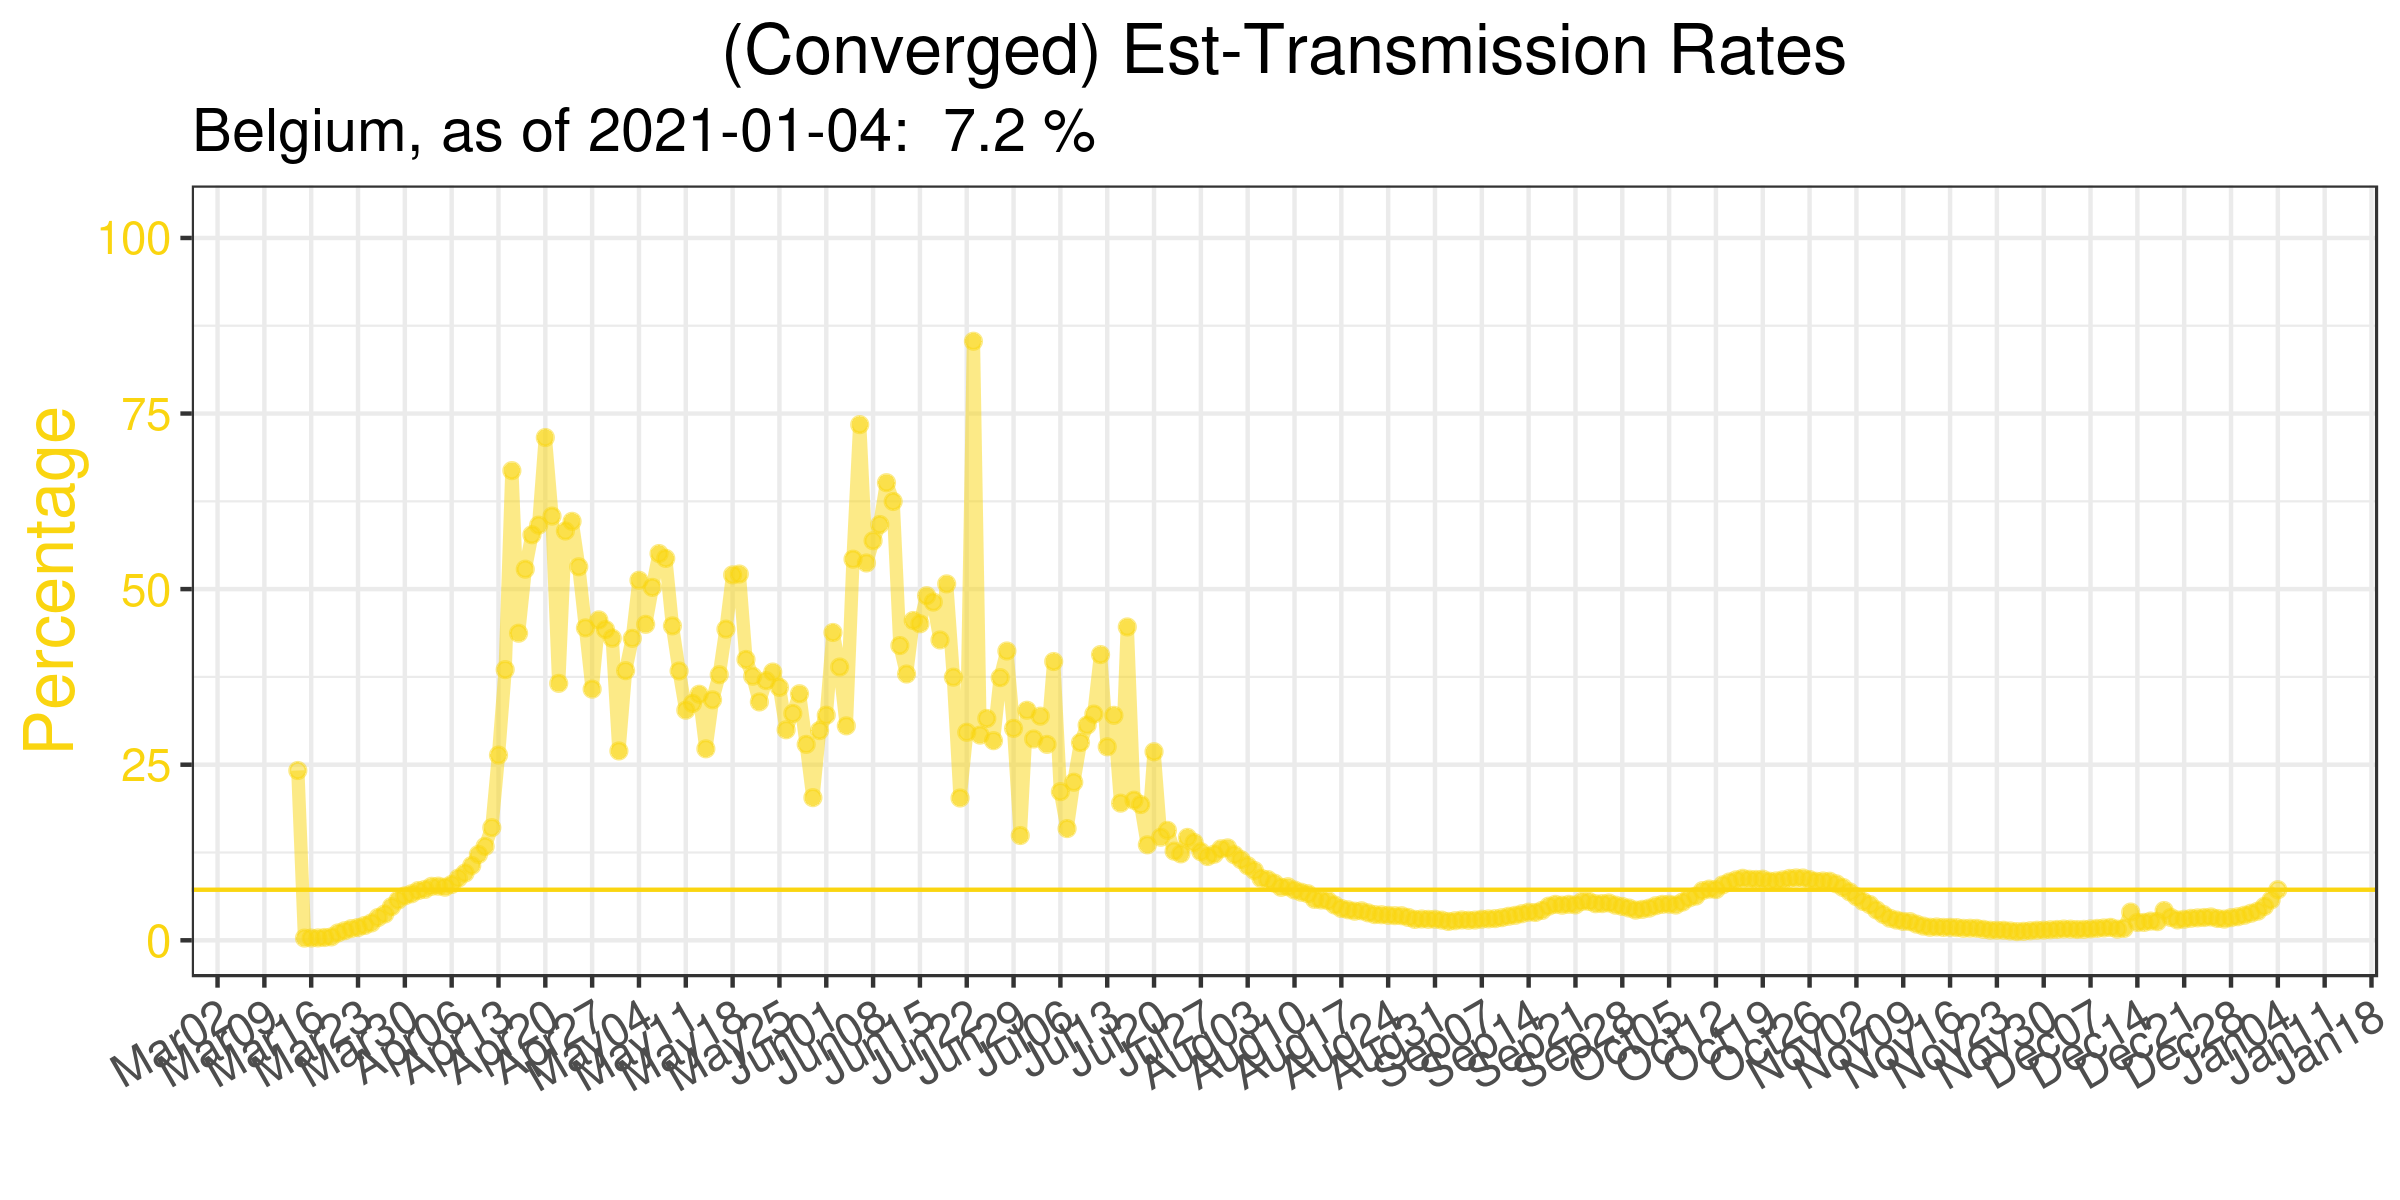 (Converged) Est-Transmission Rates
Belgium, as of 2021-01-04:  7.2 %
Percentage
100
75
50
25
0
Mar02
Mar09
Mar16
Mar23
Mar30
Apr06
Apr13
Apr20
Apr27
May04
May11
May18
May25
Jun01
Jun08
Jun15
Jun22
Jun29
Jul06
Jul13
Jul20
Jul27
Aug03
Aug10
Aug17
Aug24
Aug31
Sep07
Sep14
Sep21
Sep28
Oct05
Oct12
Oct19
Oct26
Nov02
Nov09
Nov16
Nov23
Nov30
Dec07
Dec14
Dec21
Dec28
Jan04
Jan11
Jan18